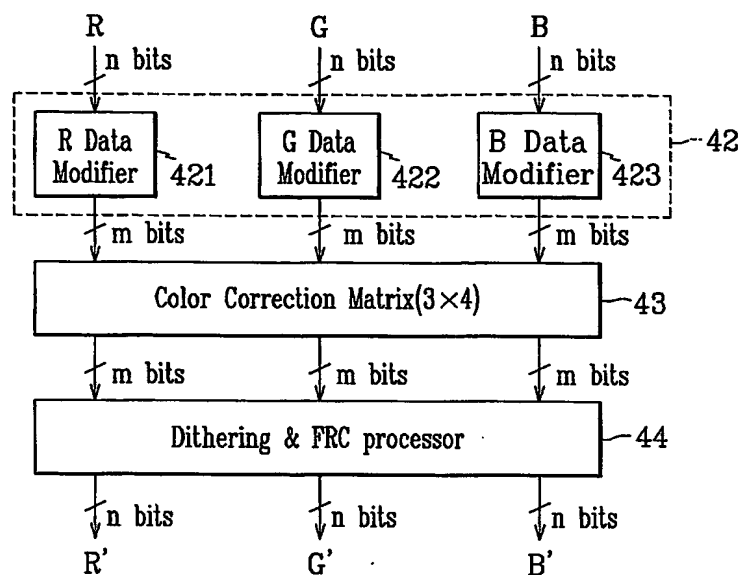 R G B
n bits n bits n bits
R Data Modifier 421 G Data Modifier 422 B Data Modifier 423 42
m bits m bits m bits
Color Correction Matrix(3×4) 43
m bits m bits m bits
Dithering & FRC processor 44
n bits n bits n bits
R' G' B'